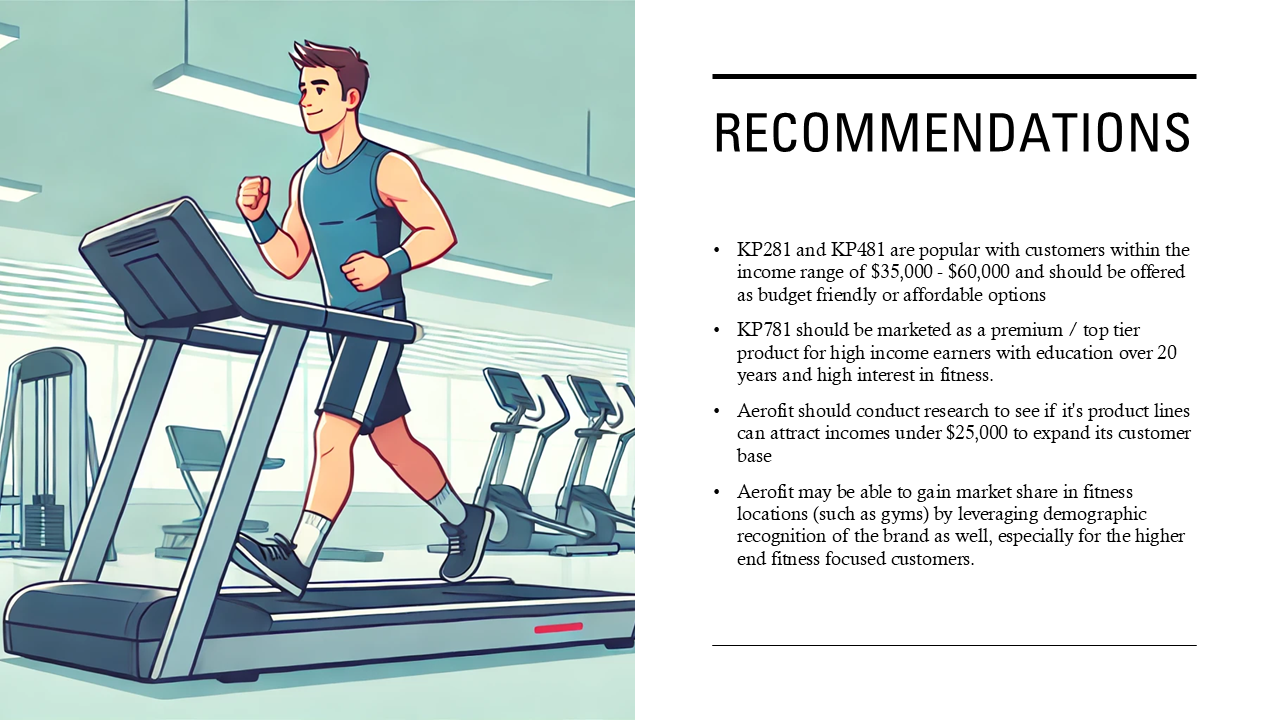 RECOMMENDATIONS
• KP281 and KP481 are popular with customers within the
income range of $35,000 - $60,000 and should be offered
as budget friendly or affordable options
• KP781 should be marketed as a premium / top tier
product for high income earners with education over 20
years and high interest in fitness.
• Aerofit should conduct research to see if it's product lines
can attract incomes under $25,000 to expand its customer
base
• Aerofit may be able to gain market share in fitness
locations (such as gyms) by leveraging demographic
recognition of the brand as well, especially for the higher
end fitness focused customers.